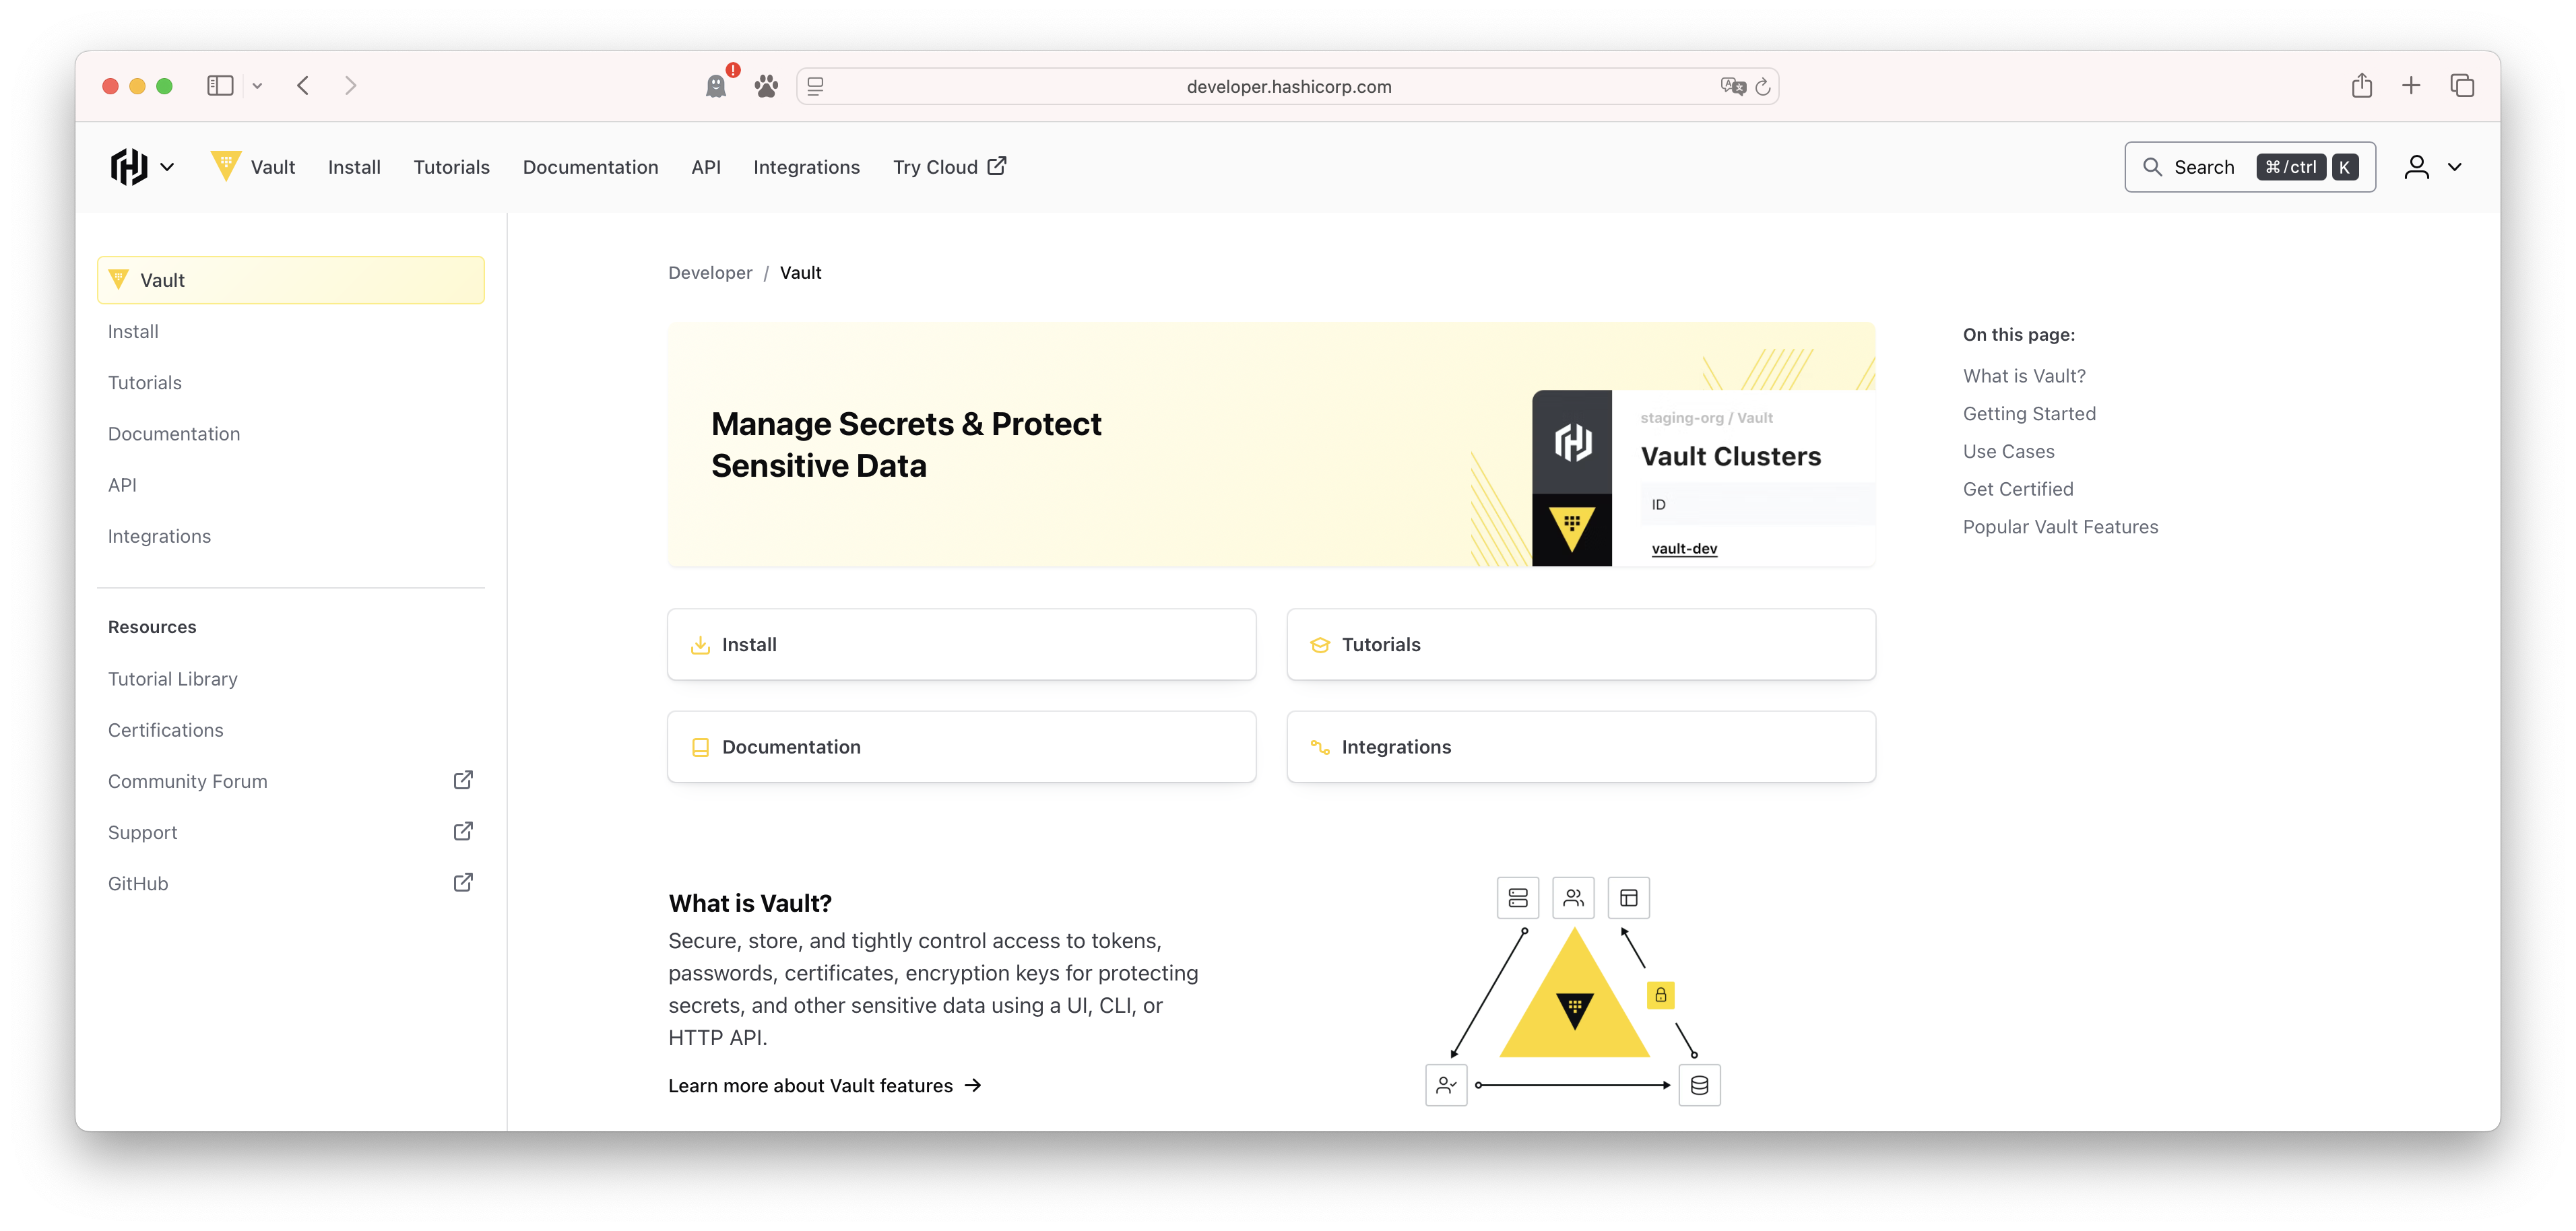 developer.hashicorp.com
Vault
Install
Tutorials
Documentation
API
Integrations
Try Cloud
Search
⌘/ctrl
K
Vault
Install
Tutorials
Documentation
API
Integrations
Resources
Tutorial Library
Certifications
Community Forum
Support
GitHub
Developer / Vault
Manage Secrets & Protect
Sensitive Data
staging-org / Vault
Vault Clusters
ID
vault-dev
Install
Tutorials
Documentation
Integrations
What is Vault?
Secure, store, and tightly control access to tokens,
passwords, certificates, encryption keys for protecting
secrets, and other sensitive data using a UI, CLI, or
HTTP API.
Learn more about Vault features →
On this page:
What is Vault?
Getting Started
Use Cases
Get Certified
Popular Vault Features